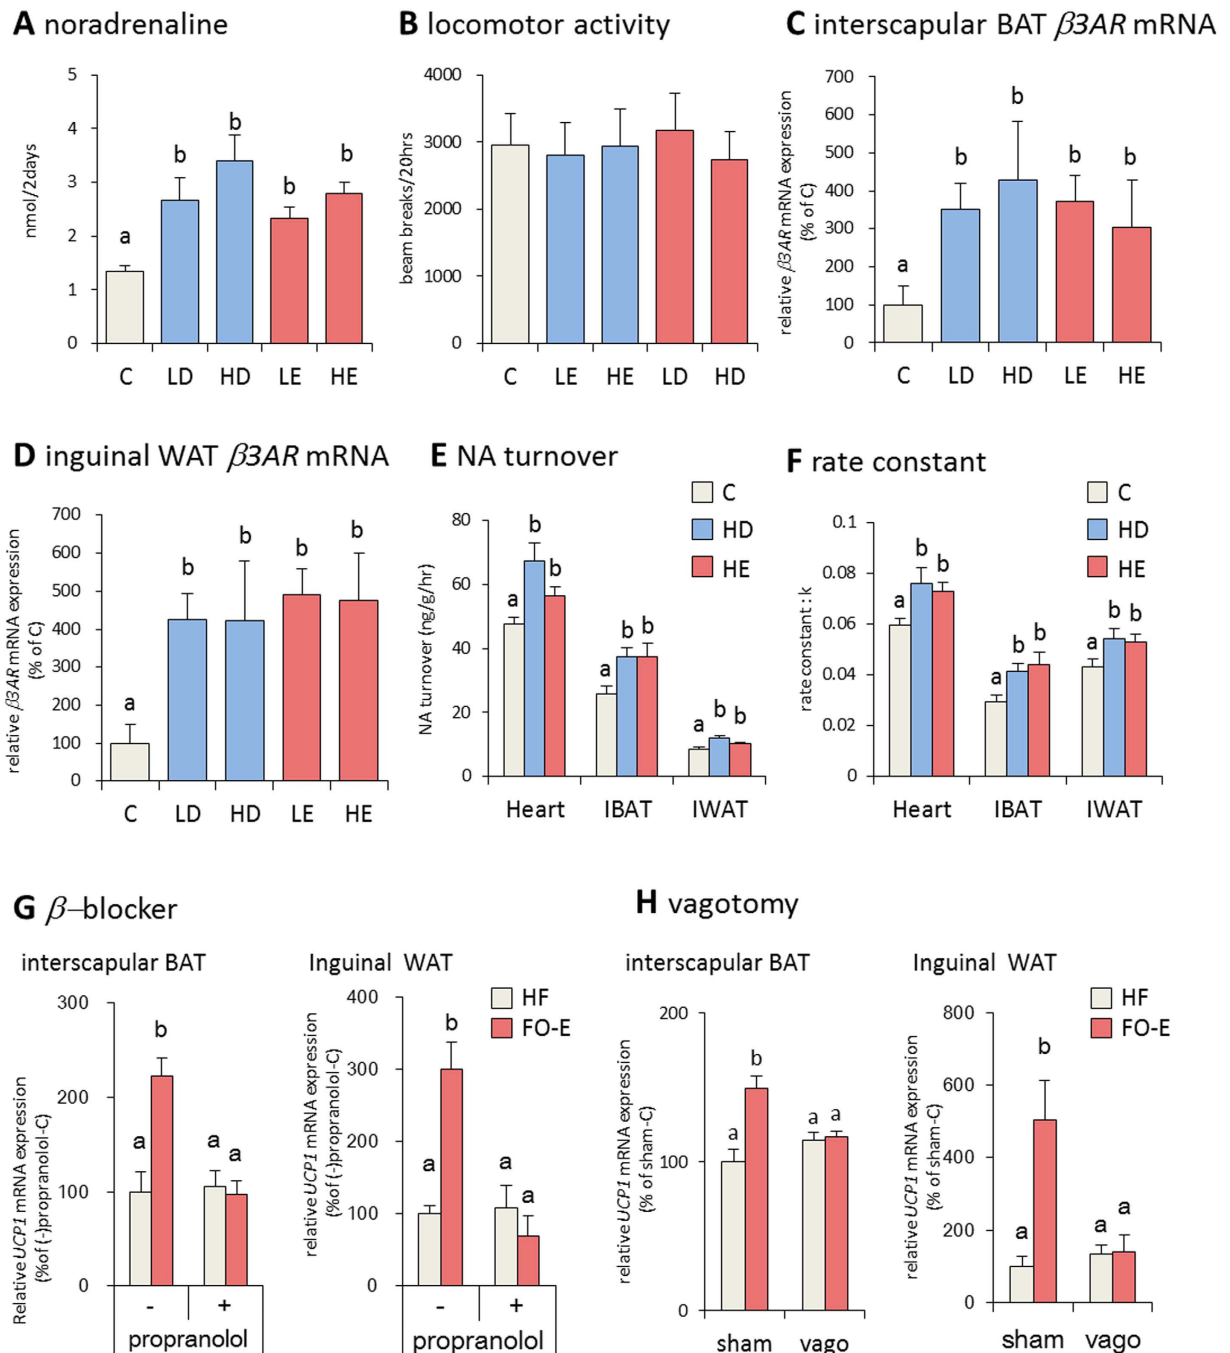 A noradrenaline
nmol/2days
5
4
3
2
1
0
a
b
b
b
b
C LD HD LE HE
B locomotor activity
beam breaks/20hrs
4000
3000
2000
1000
0
C LE HE LD HD
C interscapular BAT β3AR mRNA
relative β3AR mRNA expression
(% of C)
700
600
500
400
300
200
100
0
a
b
b
b
b
C LD HD LE HE
D inguinal WAT β3AR mRNA
relative β3AR mRNA expression
(% of C)
700
600
500
400
300
200
100
0
a
b
b
b
b
C LD HD LE HE
E NA turnover
C
HD
HE
NA turnover (ng/g/hr)
80
60
40
20
0
a b b
a b b
a b b
Heart IBAT IWAT
F rate constant
C
HD
HE
rate constant : k
0.1
0.08
0.06
0.04
0.02
0
a b b
a b b
a b b
Heart IBAT IWAT
G β–blocker
interscapular BAT
Relative UCP1 mRNA expression
(%of (-)propranolol-C)
300
200
100
0
a b
a a
- +
propranolol
Inguinal WAT
HF
FO-E
relative UCP1 mRNA expression
(%of (-)propranolol-C)
400
300
200
100
0
a b
a a
- +
propranolol
H vagotomy
interscapular BAT
relative UCP1 mRNA expression
(% of sham-C)
200
100
0
a b
a a
sham vago
Inguinal WAT
HF
FO-E
relative UCP1 mRNA expression
(% of sham-C)
800
600
400
200
0
a b
a a
sham vago